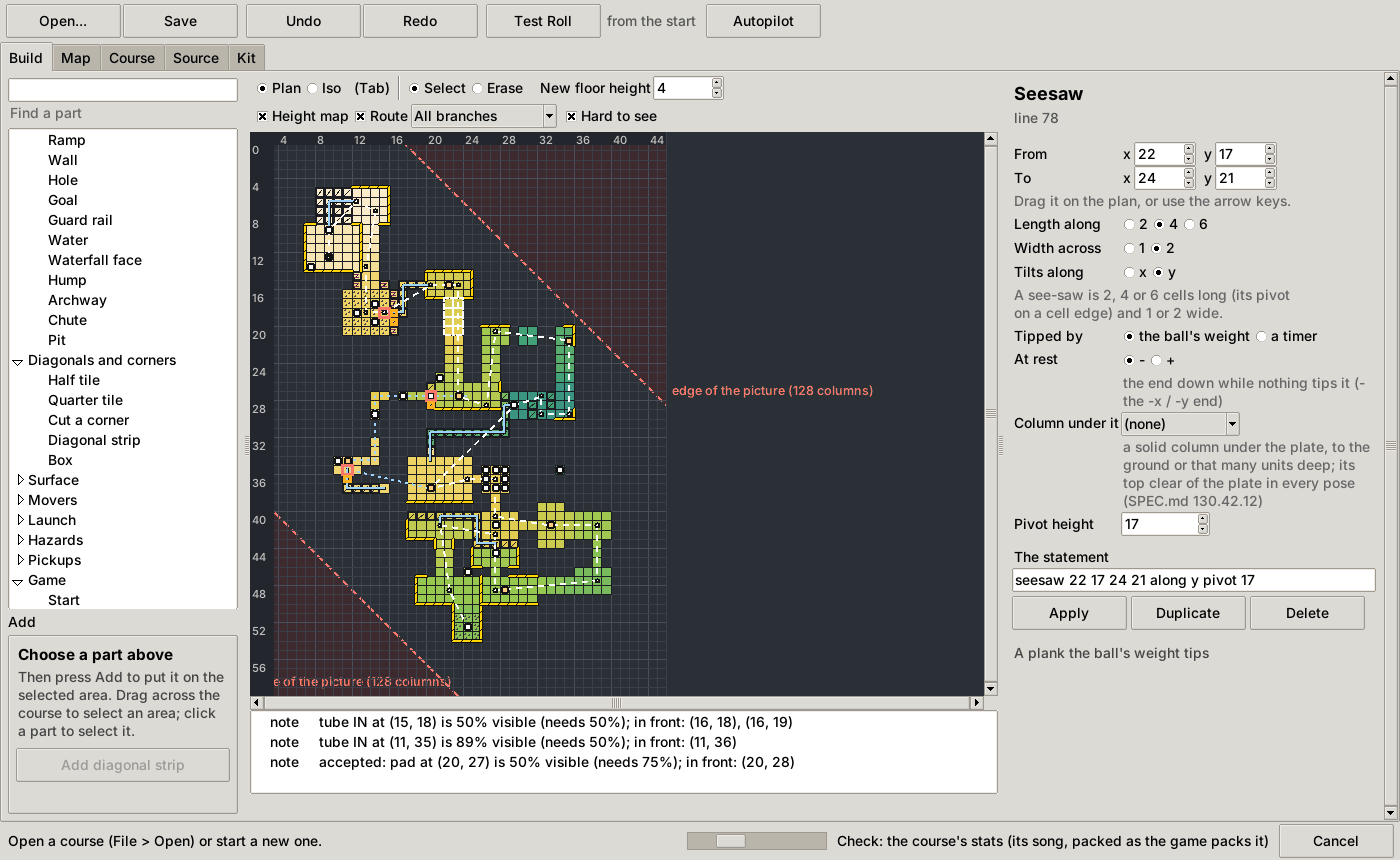 Open...
Save
Undo
Redo
Test Roll
from the start
Autopilot
Build
Map
Course
Source
Kit
Find a part
Ramp
Wall
Hole
Goal
Guard rail
Water
Waterfall face
Hump
Archway
Chute
Pit
Diagonals and corners
Half tile
Quarter tile
Cut a corner
Diagonal strip
Box
Surface
Movers
Launch
Hazards
Pickups
Game
Start
Add
Choose a part above
Then press Add to put it on the
selected area. Drag across the
course to select an area; click
a part to select it.
Add diagonal strip
Plan Iso (Tab) Select Erase New floor height 4
Height map Route All branches Hard to see
4 8 12 16 20 24 28 32 36 40 44
0
4
8
12
16
20
24
28
32
36
40
44
48
52
56
edge of the picture (128 columns)
e of the picture (128 columns)
note tube IN at (15, 18) is 50% visible (needs 50%); in front: (16, 18), (16, 19)
note tube IN at (11, 35) is 89% visible (needs 50%); in front: (11, 36)
note accepted: pad at (20, 27) is 50% visible (needs 75%); in front: (20, 28)
Seesaw
line 78
From x 22 y 17
To x 24 y 21
Drag it on the plan, or use the arrow keys.
Length along 2 4 6
Width across 1 2
Tilts along x y
A see-saw is 2, 4 or 6 cells long (its pivot
on a cell edge) and 1 or 2 wide.
Tipped by the ball's weight a timer
At rest - +
the end down while nothing tips it (-
the -x / -y end)
Column under it (none)
a solid column under the plate, to the
ground or that many units deep; its
top clear of the plate in every pose
(SPEC.md 130.42.12)
Pivot height 17
The statement
seesaw 22 17 24 21 along y pivot 17
Apply
Duplicate
Delete
A plank the ball's weight tips
Open a course (File > Open) or start a new one.
Check: the course's stats (its song, packed as the game packs it)
Cancel